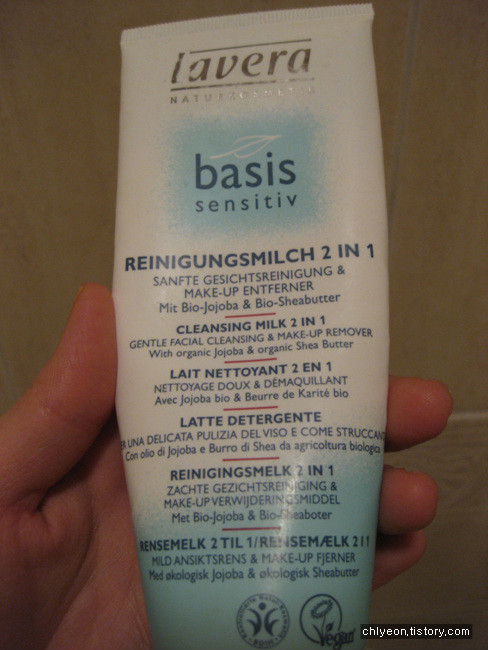 lavera
NATURKOSMETIK
basis
sensitiv
REINIGUNGSMILCH 2 IN 1
SANFTE GESICHTSREINIGUNG &
MAKE-UP ENTFERNER
Mit Bio-Jojoba & Bio-Sheabutter
CLEANSING MILK 2 IN 1
GENTLE FACIAL CLEANSING & MAKE-UP REMOVER
With organic Jojoba & organic Shea Butter
LAIT NETTOYANT 2 EN 1
NETTOYAGE DOUX & DÉMAQUILLANT
Avec Jojoba bio & Beurre de Karité bio
LATTE DETERGENTE
UNA DELICATA PULIZIA DEL VISO E COME STRUCCANTE
Con olio di Jojoba e Burro di Shea da agricoltura biologica
REINIGINGSMELK 2 IN 1
ZACHTE GEZICHTSREINIGING &
MAKE-UP VERWIJDERINGSMIDDEL
Met Bio-Jojoba & Bio-Sheaboter
RENSEMELK 2 TIL 1/RENSEMÆLK 2 I 1
MILD ANSIKTSRENS & MAKE-UP FJERNER
Med økologisk Jojoba & økologisk Sheabutter
Vegan
chlyeon.tistory.com